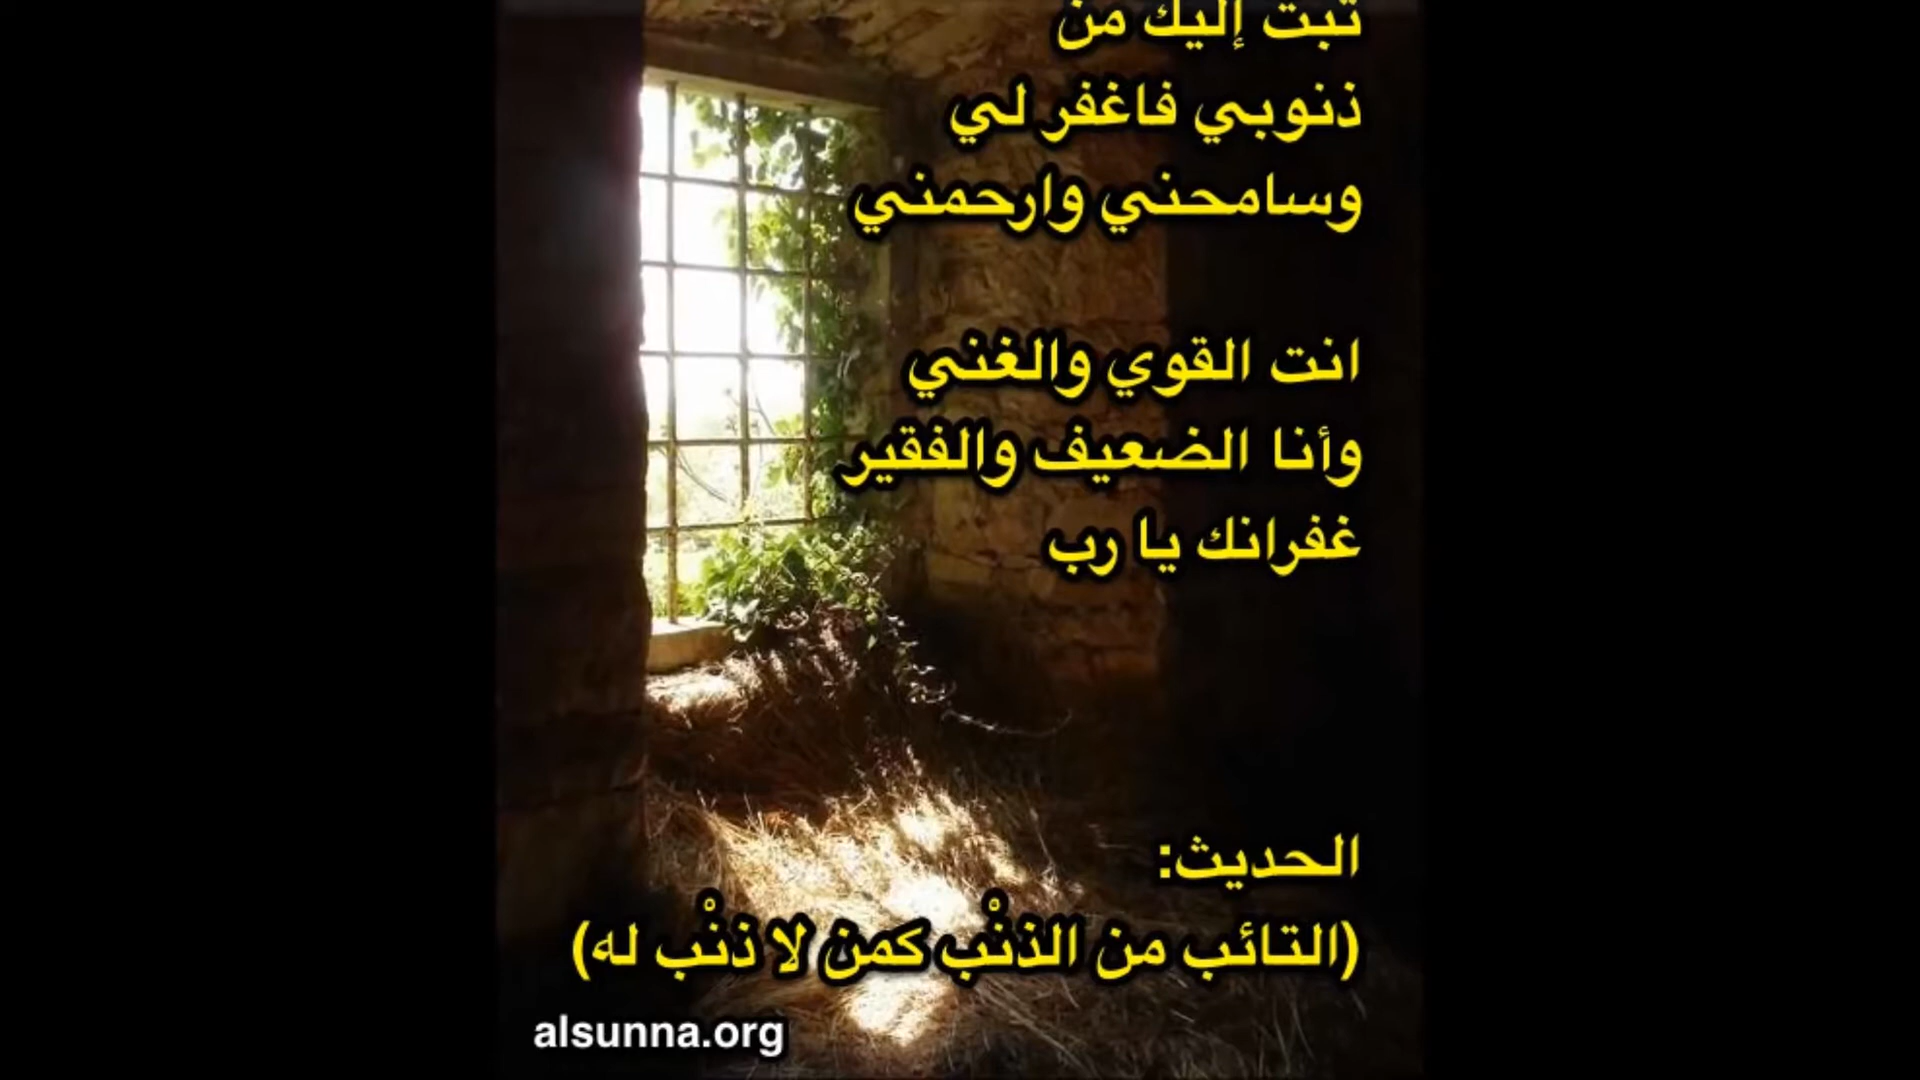 تبت إليك من
ذنوبي فاغفر لي
وسامحني وارحمني
انت القوي والغني
وأنا الضعيف والفقير
غفرانك يا رب
الحديث:
(التائب من الذنْب كمن لا ذنْب له)
alsunna.org